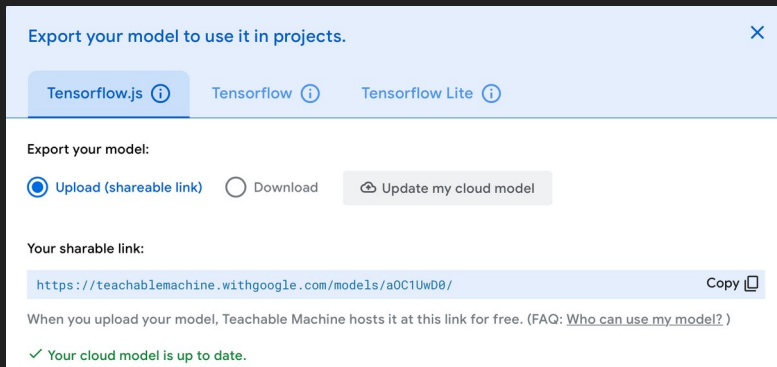 Export your model to use it in projects.
Tensorflow.js Tensorflow Tensorflow Lite
Export your model:
Upload (shareable link) Download Update my cloud model
Your sharable link:
https://teachablemachine.withgoogle.com/models/aOC1UwD0/ Copy
When you upload your model, Teachable Machine hosts it at this link for free. (FAQ: Who can use my model? )
Your cloud model is up to date.